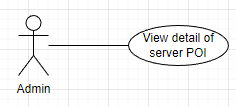 View detail of
server POI
Admin